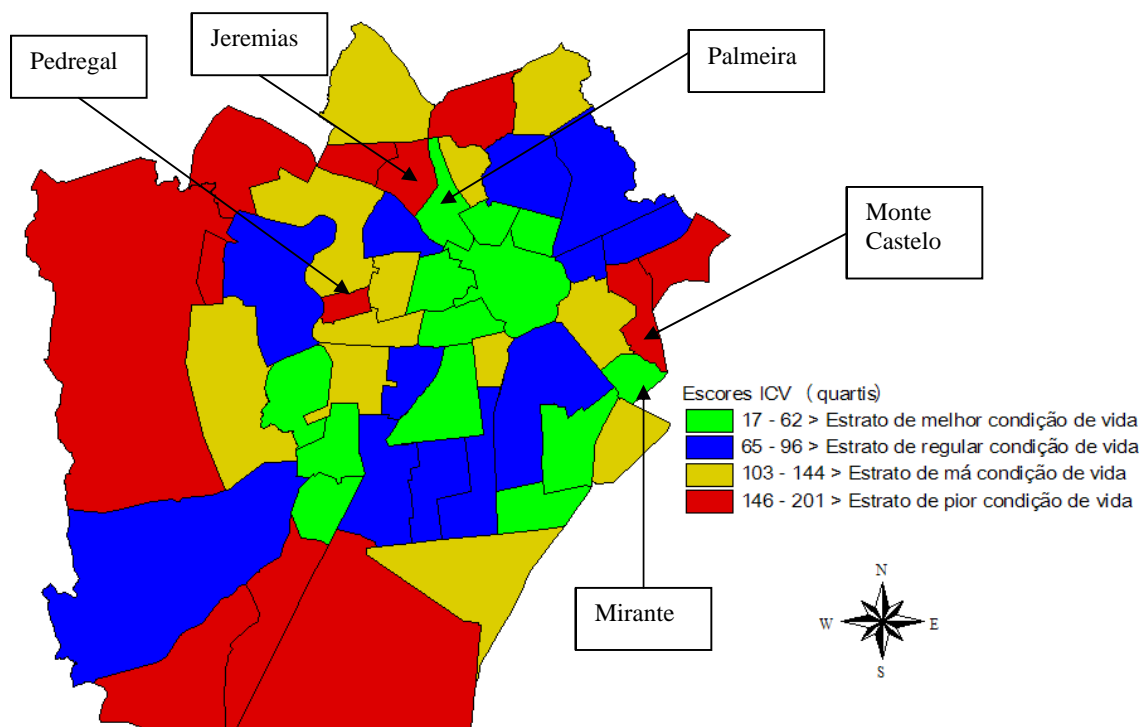 Jeremias
Palmeira
Pedregal
Monte
Castelo
Escores ICV ( quartis)
17 - 62 > Estrato de melhor condição de vida
65 - 96 > Estrato de regular condição de vida
103 - 144 > Estrato de má condição de vida
146 - 201 > Estrato de pior condição de vida
Mirante
N
W E
S